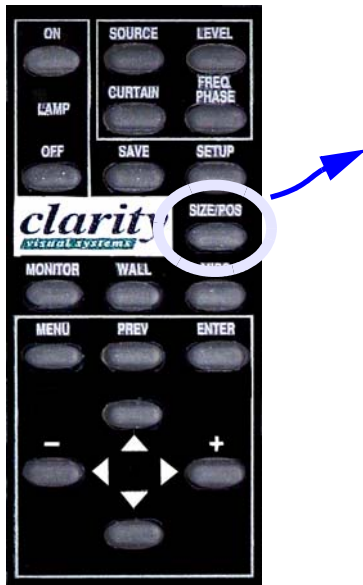 ON SOURCE LEVEL
CURTAIN FREQ
PHASE
LAMP
OFF SAVE SETUP
clarity
visual systems
SIZE/POS
MONITOR WALL
MENU PREV ENTER
- +